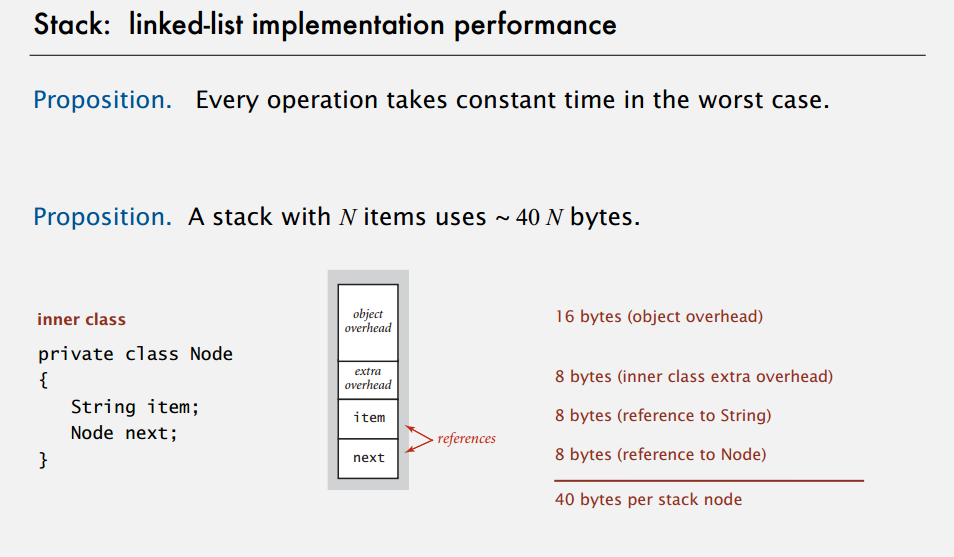 Stack: linked-list implementation performance
Proposition. Every operation takes constant time in the worst case.
Proposition. A stack with N items uses ~ 40 N bytes.
inner class
private class Node
{
String item;
Node next;
}
object
overhead
extra
overhead
item
next
references
16 bytes (object overhead)
8 bytes (inner class extra overhead)
8 bytes (reference to String)
8 bytes (reference to Node)
40 bytes per stack node